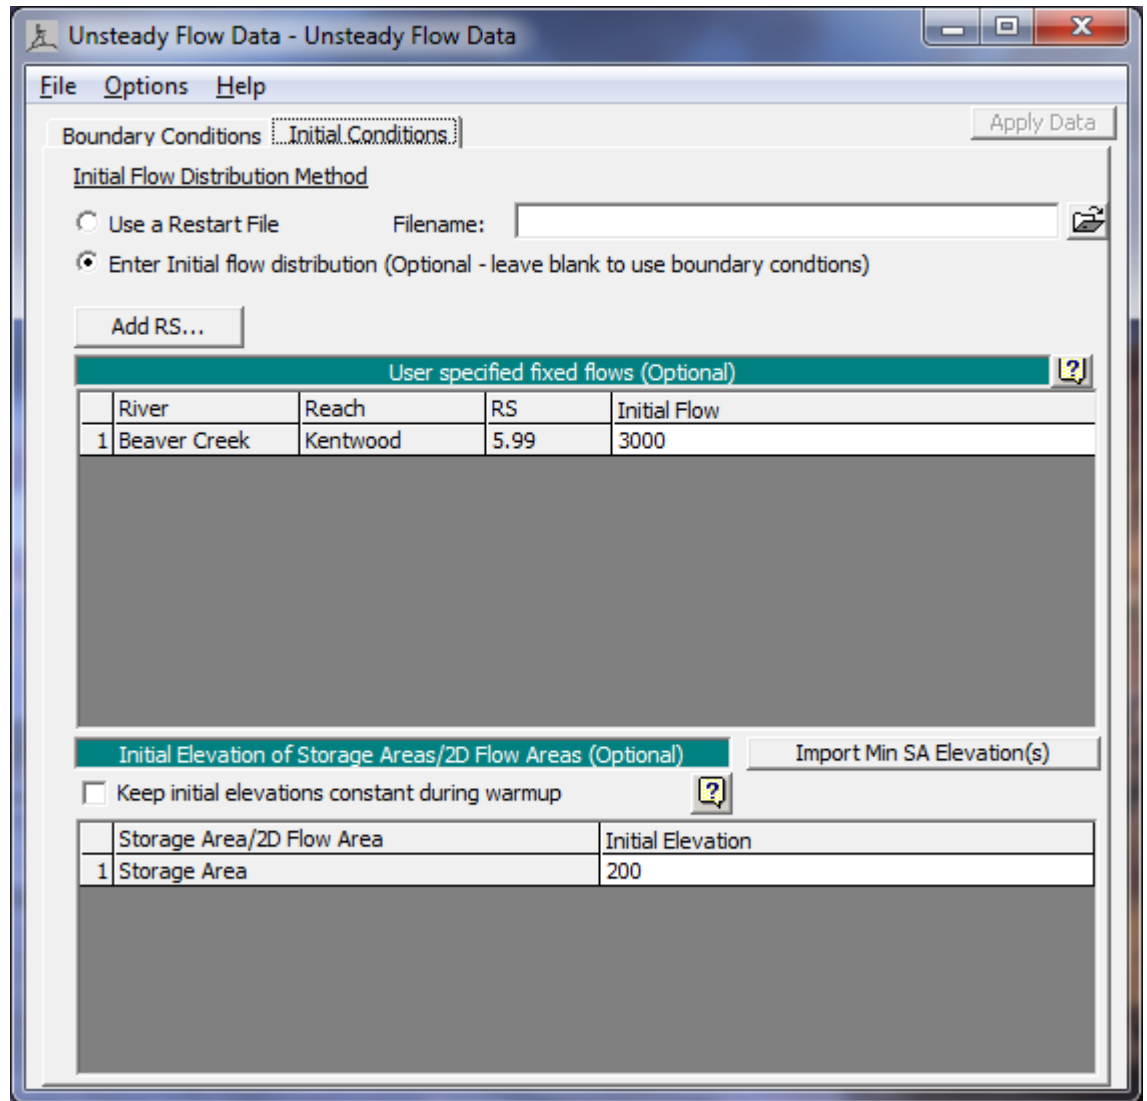 Unsteady Flow Data - Unsteady Flow Data
File Options Help
Boundary Conditions Initial Conditions Apply Data
Initial Flow Distribution Method
Use a Restart File Filename:
Enter Initial flow distribution (Optional - leave blank to use boundary condtions)
Add RS...
User specified fixed flows (Optional)
River Reach RS Initial Flow
1 Beaver Creek Kentwood 5.99 3000
Initial Elevation of Storage Areas/2D Flow Areas (Optional) Import Min SA Elevation(s)
Keep initial elevations constant during warmup
Storage Area/2D Flow Area Initial Elevation
1 Storage Area 200